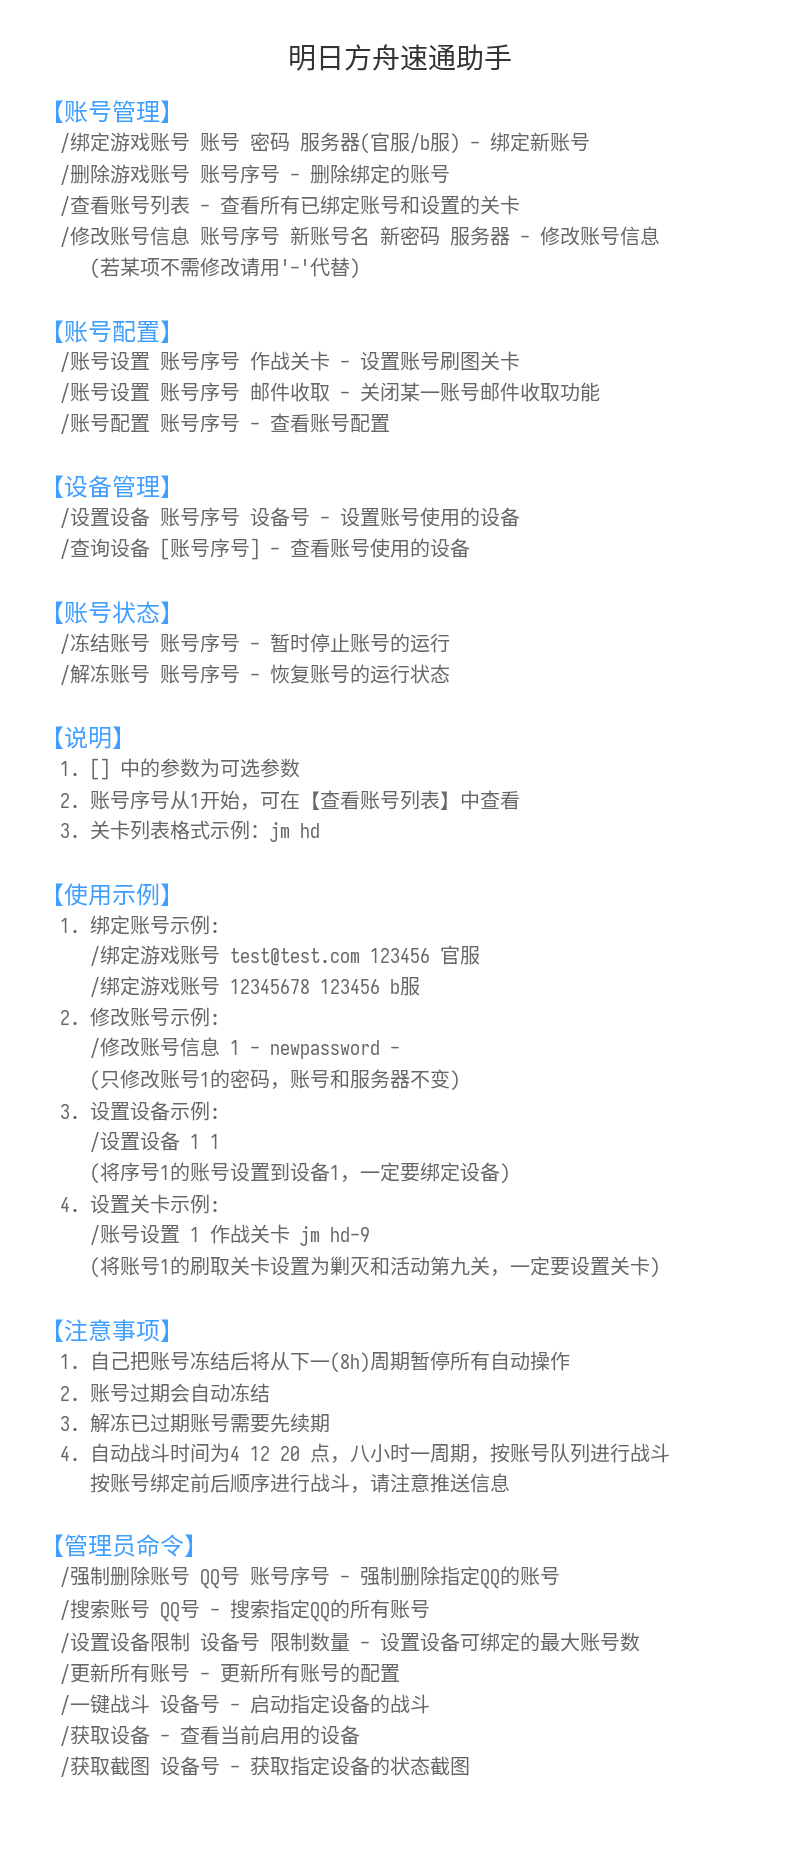 明日方舟速通助手
【账号管理】
/绑定游戏账号 账号 密码 服务器(官服/b服) - 绑定新账号
/删除游戏账号 账号序号 - 删除绑定的账号
/查看账号列表 - 查看所有已绑定账号和设置的关卡
/修改账号信息 账号序号 新账号名 新密码 服务器 - 修改账号信息
(若某项不需修改请用'-'代替)
【账号配置】
/账号设置 账号序号 作战关卡 - 设置账号刷图关卡
/账号设置 账号序号 邮件收取 - 关闭某一账号邮件收取功能
/账号配置 账号序号 - 查看账号配置
【设备管理】
/设置设备 账号序号 设备号 - 设置账号使用的设备
/查询设备 [账号序号] - 查看账号使用的设备
【账号状态】
/冻结账号 账号序号 - 暂时停止账号的运行
/解冻账号 账号序号 - 恢复账号的运行状态
【说明】
1. [] 中的参数为可选参数
2. 账号序号从1开始，可在【查看账号列表】中查看
3. 关卡列表格式示例：jm hd
【使用示例】
1. 绑定账号示例:
/绑定游戏账号 test@test.com 123456 官服
/绑定游戏账号 12345678 123456 b服
2. 修改账号示例:
/修改账号信息 1 - newpassword -
(只修改账号1的密码，账号和服务器不变)
3. 设置设备示例:
/设置设备 1 1
(将序号1的账号设置到设备1，一定要绑定设备)
4. 设置关卡示例:
/账号设置 1 作战关卡 jm hd-9
(将账号1的刷取关卡设置为剿灭和活动第九关，一定要设置关卡)
【注意事项】
1. 自己把账号冻结后将从下一(8h)周期暂停所有自动操作
2. 账号过期会自动冻结
3. 解冻已过期账号需要先续期
4. 自动战斗时间为4 12 20 点，八小时一周期，按账号队列进行战斗
按账号绑定前后顺序进行战斗，请注意推送信息
【管理员命令】
/强制删除账号 QQ号 账号序号 - 强制删除指定QQ的账号
/搜索账号 QQ号 - 搜索指定QQ的所有账号
/设置设备限制 设备号 限制数量 - 设置设备可绑定的最大账号数
/更新所有账号 - 更新所有账号的配置
/一键战斗 设备号 - 启动指定设备的战斗
/获取设备 - 查看当前启用的设备
/获取截图 设备号 - 获取指定设备的状态截图